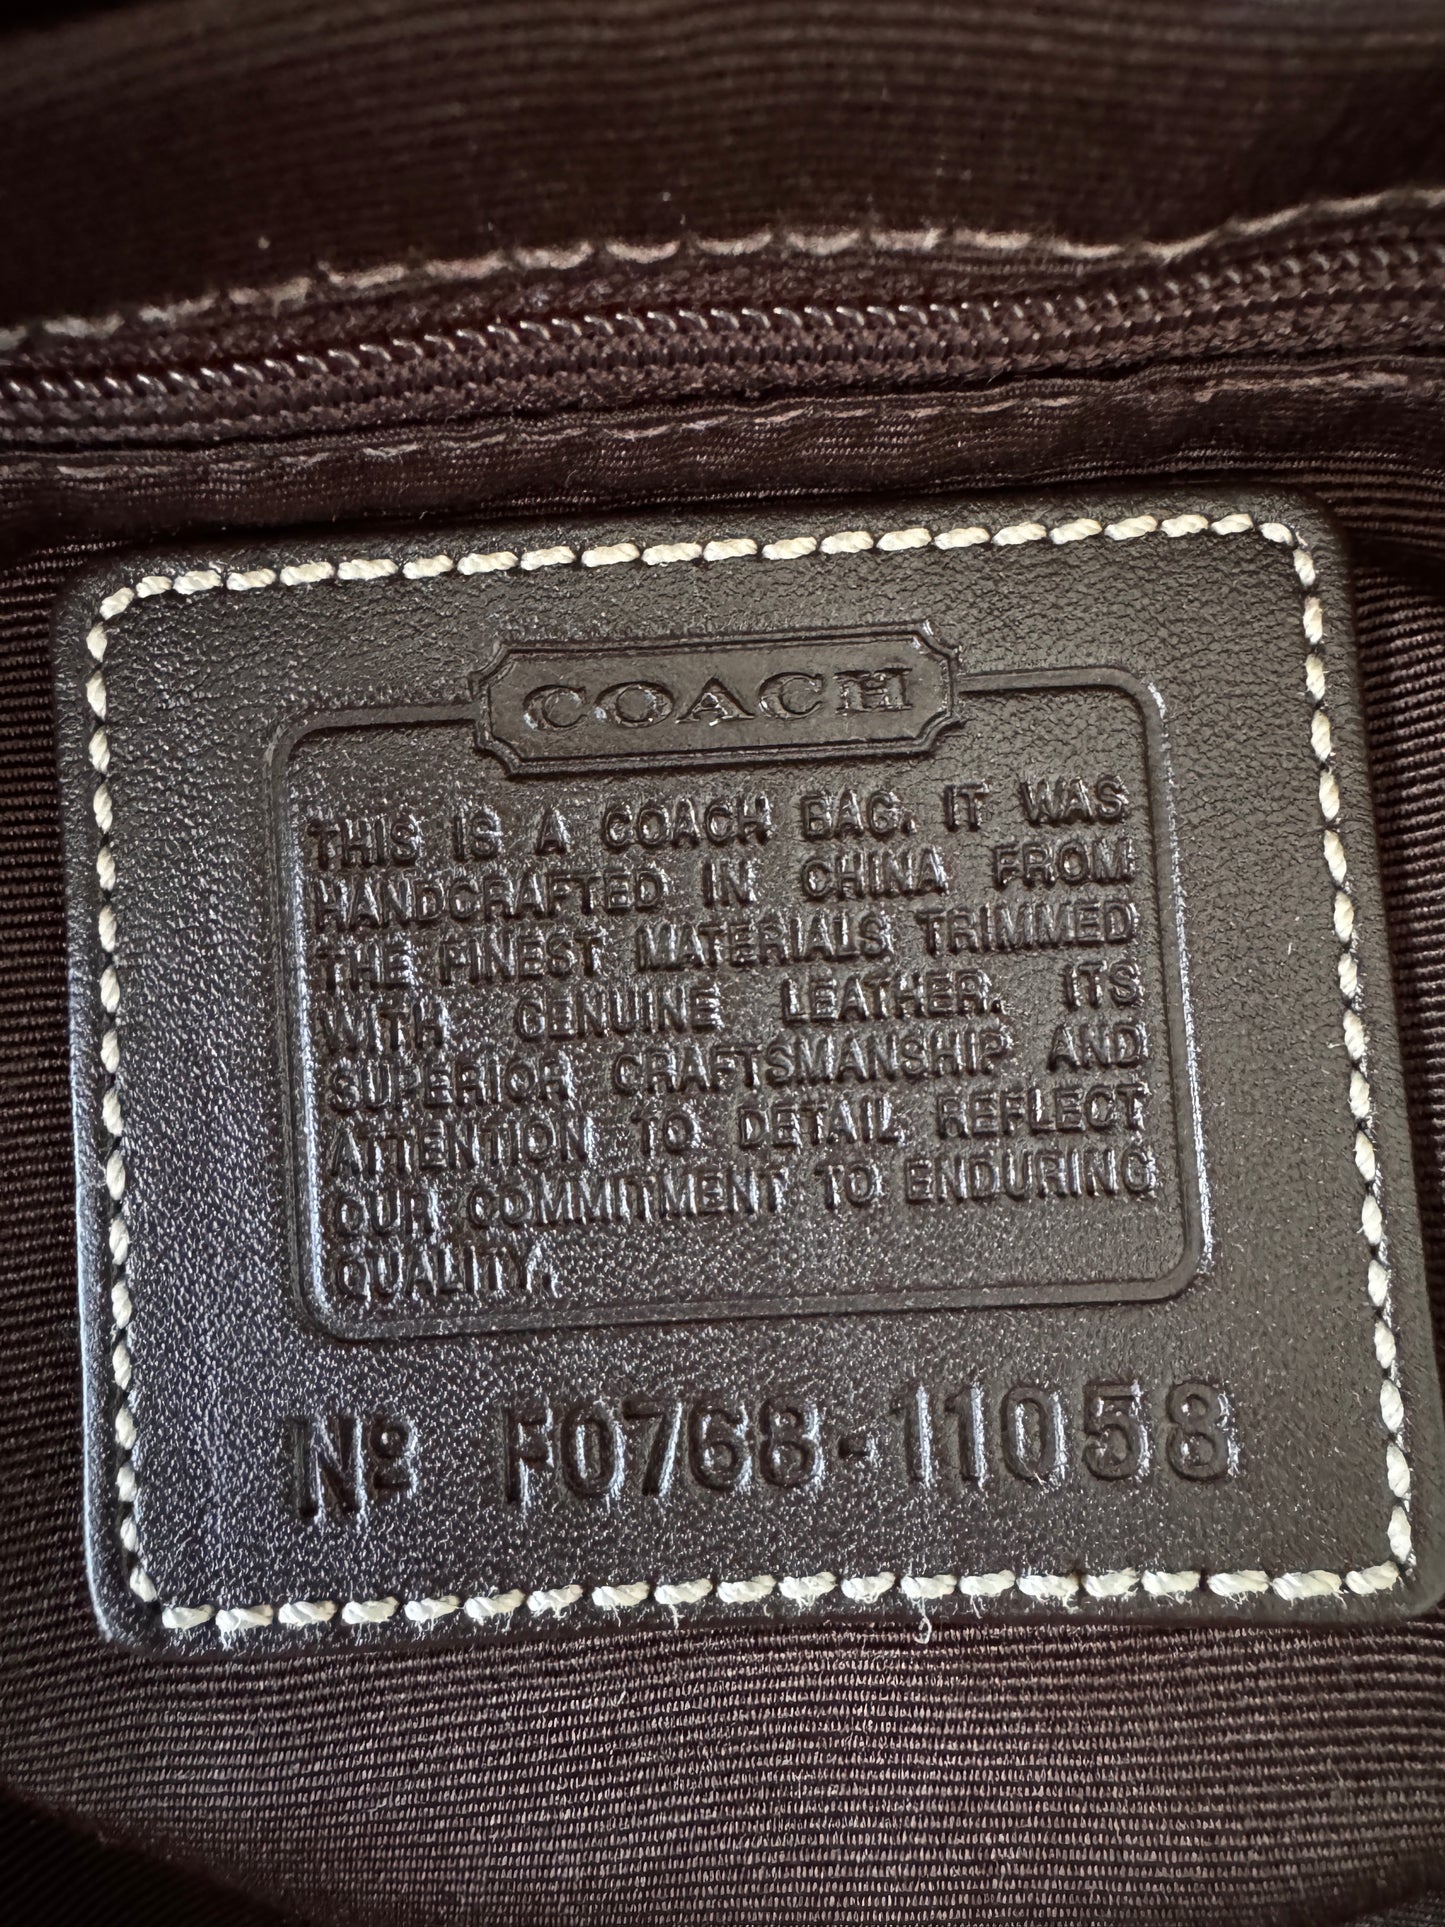 COACH
THIS IS A COACH BAG. IT WAS
HANDCRAFTED IN CHINA FROM
THE FINEST MATERIALS TRIMMED
WITH GENUINE LEATHER. ITS
SUPERIOR CRAFTSMANSHIP AND
ATTENTION TO DETAIL REFLECT
OUR COMMITMENT TO ENDURING
QUALITY.
Nº F0768-11058